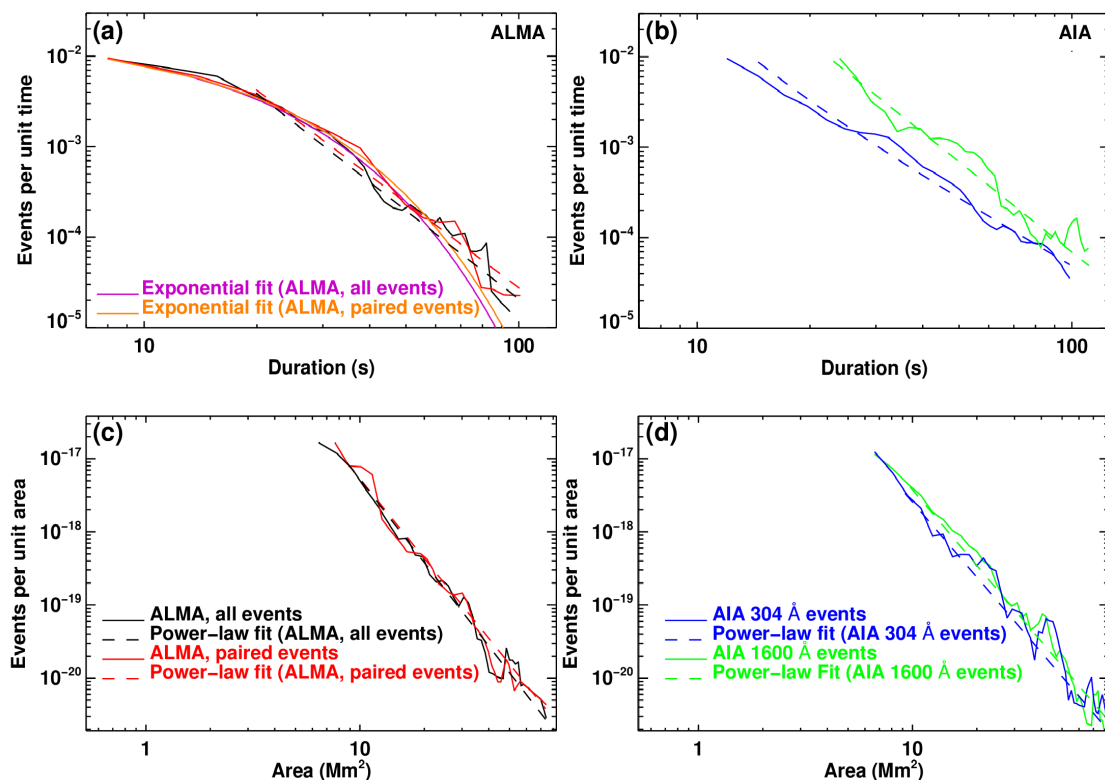 (a) ALMA
10⁻²
10⁻³
10⁻⁴
10⁻⁵
Events per unit time
Exponential fit (ALMA, all events)
Exponential fit (ALMA, paired events)
10 100
Duration (s)
(b) AIA
10⁻²
10⁻³
10⁻⁴
10⁻⁵
Events per unit time
10 100
Duration (s)
(c)
10⁻¹⁷
10⁻¹⁸
10⁻¹⁹
10⁻²⁰
Events per unit area
ALMA, all events
Power-law fit (ALMA, all events)
ALMA, paired events
Power-law fit (ALMA, paired events)
1 10
Area (Mm²)
(d)
10⁻¹⁷
10⁻¹⁸
10⁻¹⁹
10⁻²⁰
Events per unit area
AIA 304 Å events
Power-law fit (AIA 304 Å events)
AIA 1600 Å events
Power-law Fit (AIA 1600 Å events)
1 10
Area (Mm²)